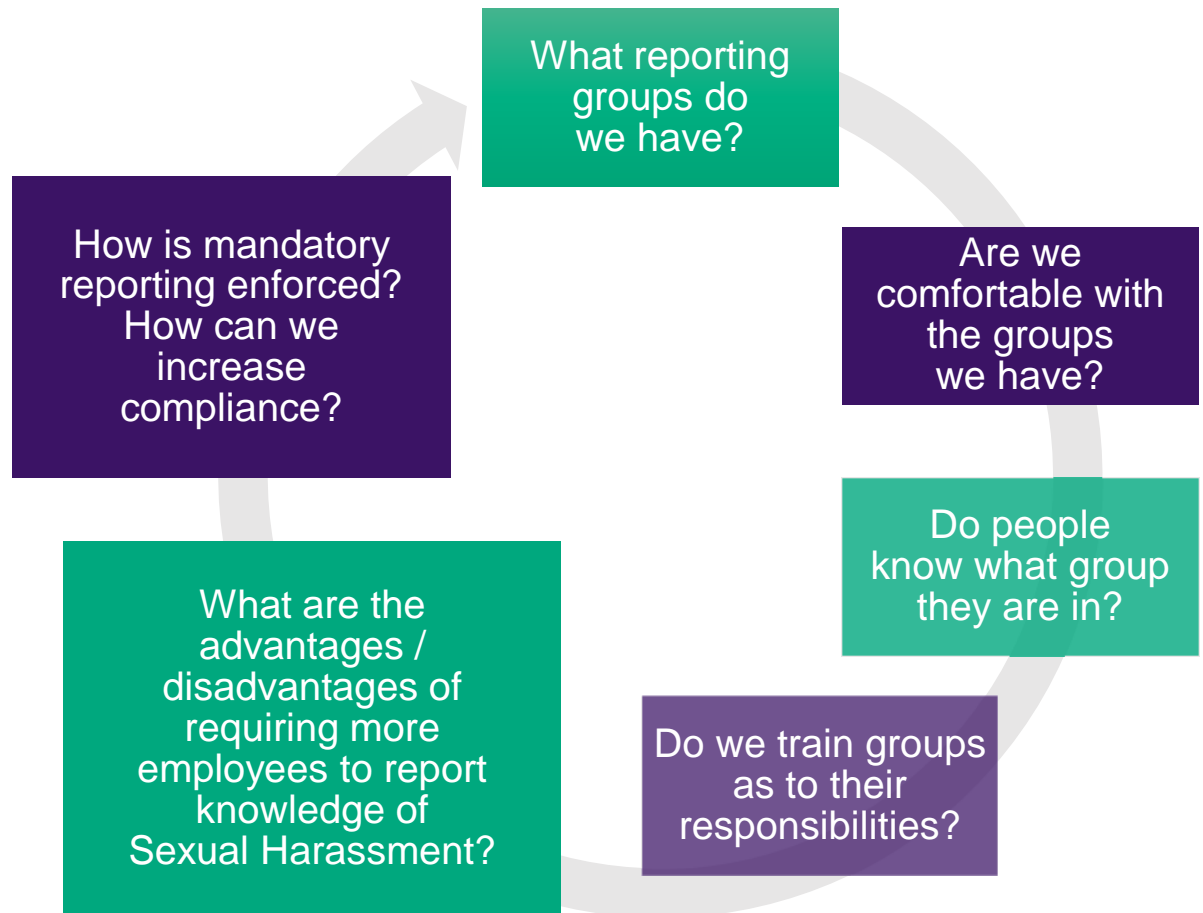 What reporting
groups do
we have?
Are we
comfortable with
the groups
we have?
Do people
know what group
they are in?
Do we train groups
as to their
responsibilities?
What are the
advantages /
disadvantages of
requiring more
employees to report
knowledge of
Sexual Harassment?
How is mandatory
reporting enforced?
How can we
increase
compliance?